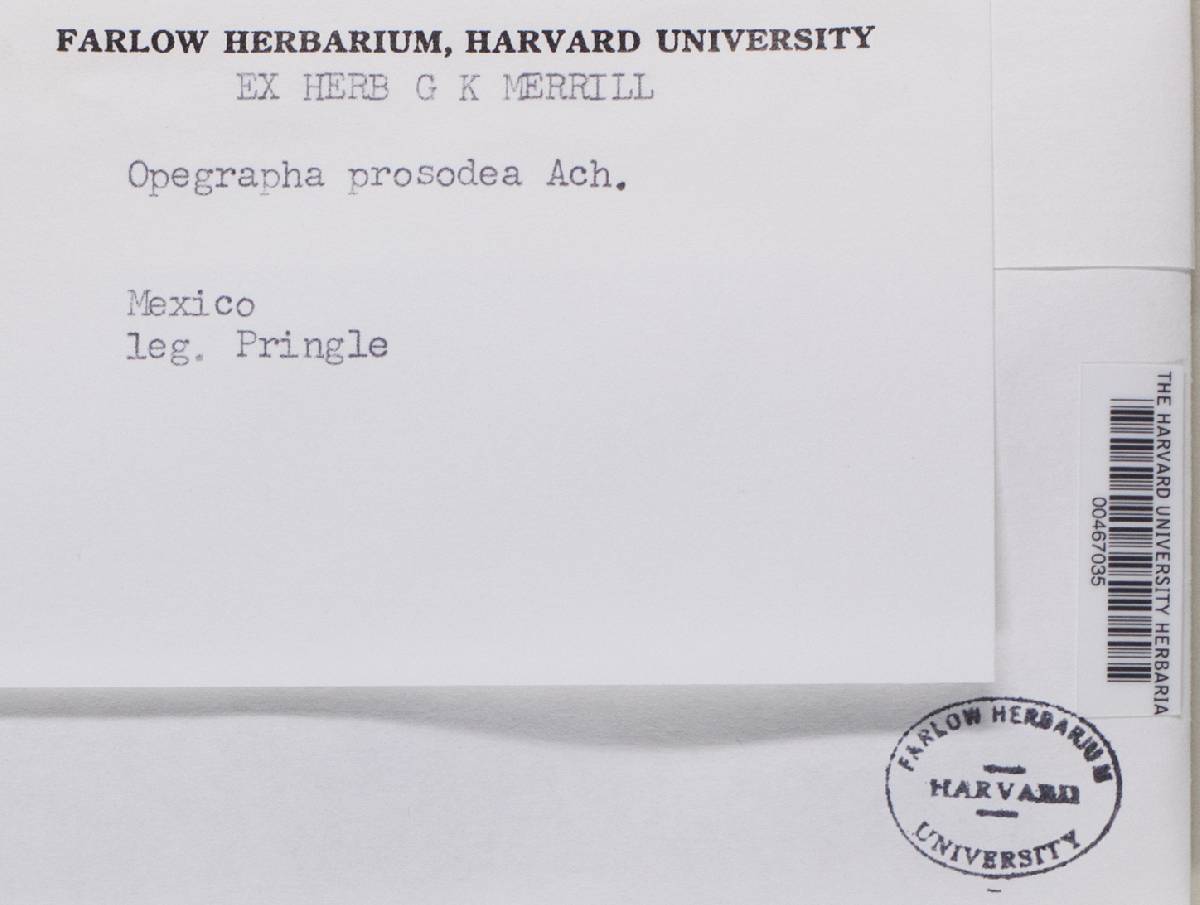 FARLOW HERBARIUM, HARVARD UNIVERSITY
EX HERB G K MERRILL
Opegrapha prosodea Ach.
Mexico
leg. Pringle
THE HARVARD UNIVERSITY HERBARIA
00467035
FARLOW HERBARIUM
HARVARD
UNIVERSITY